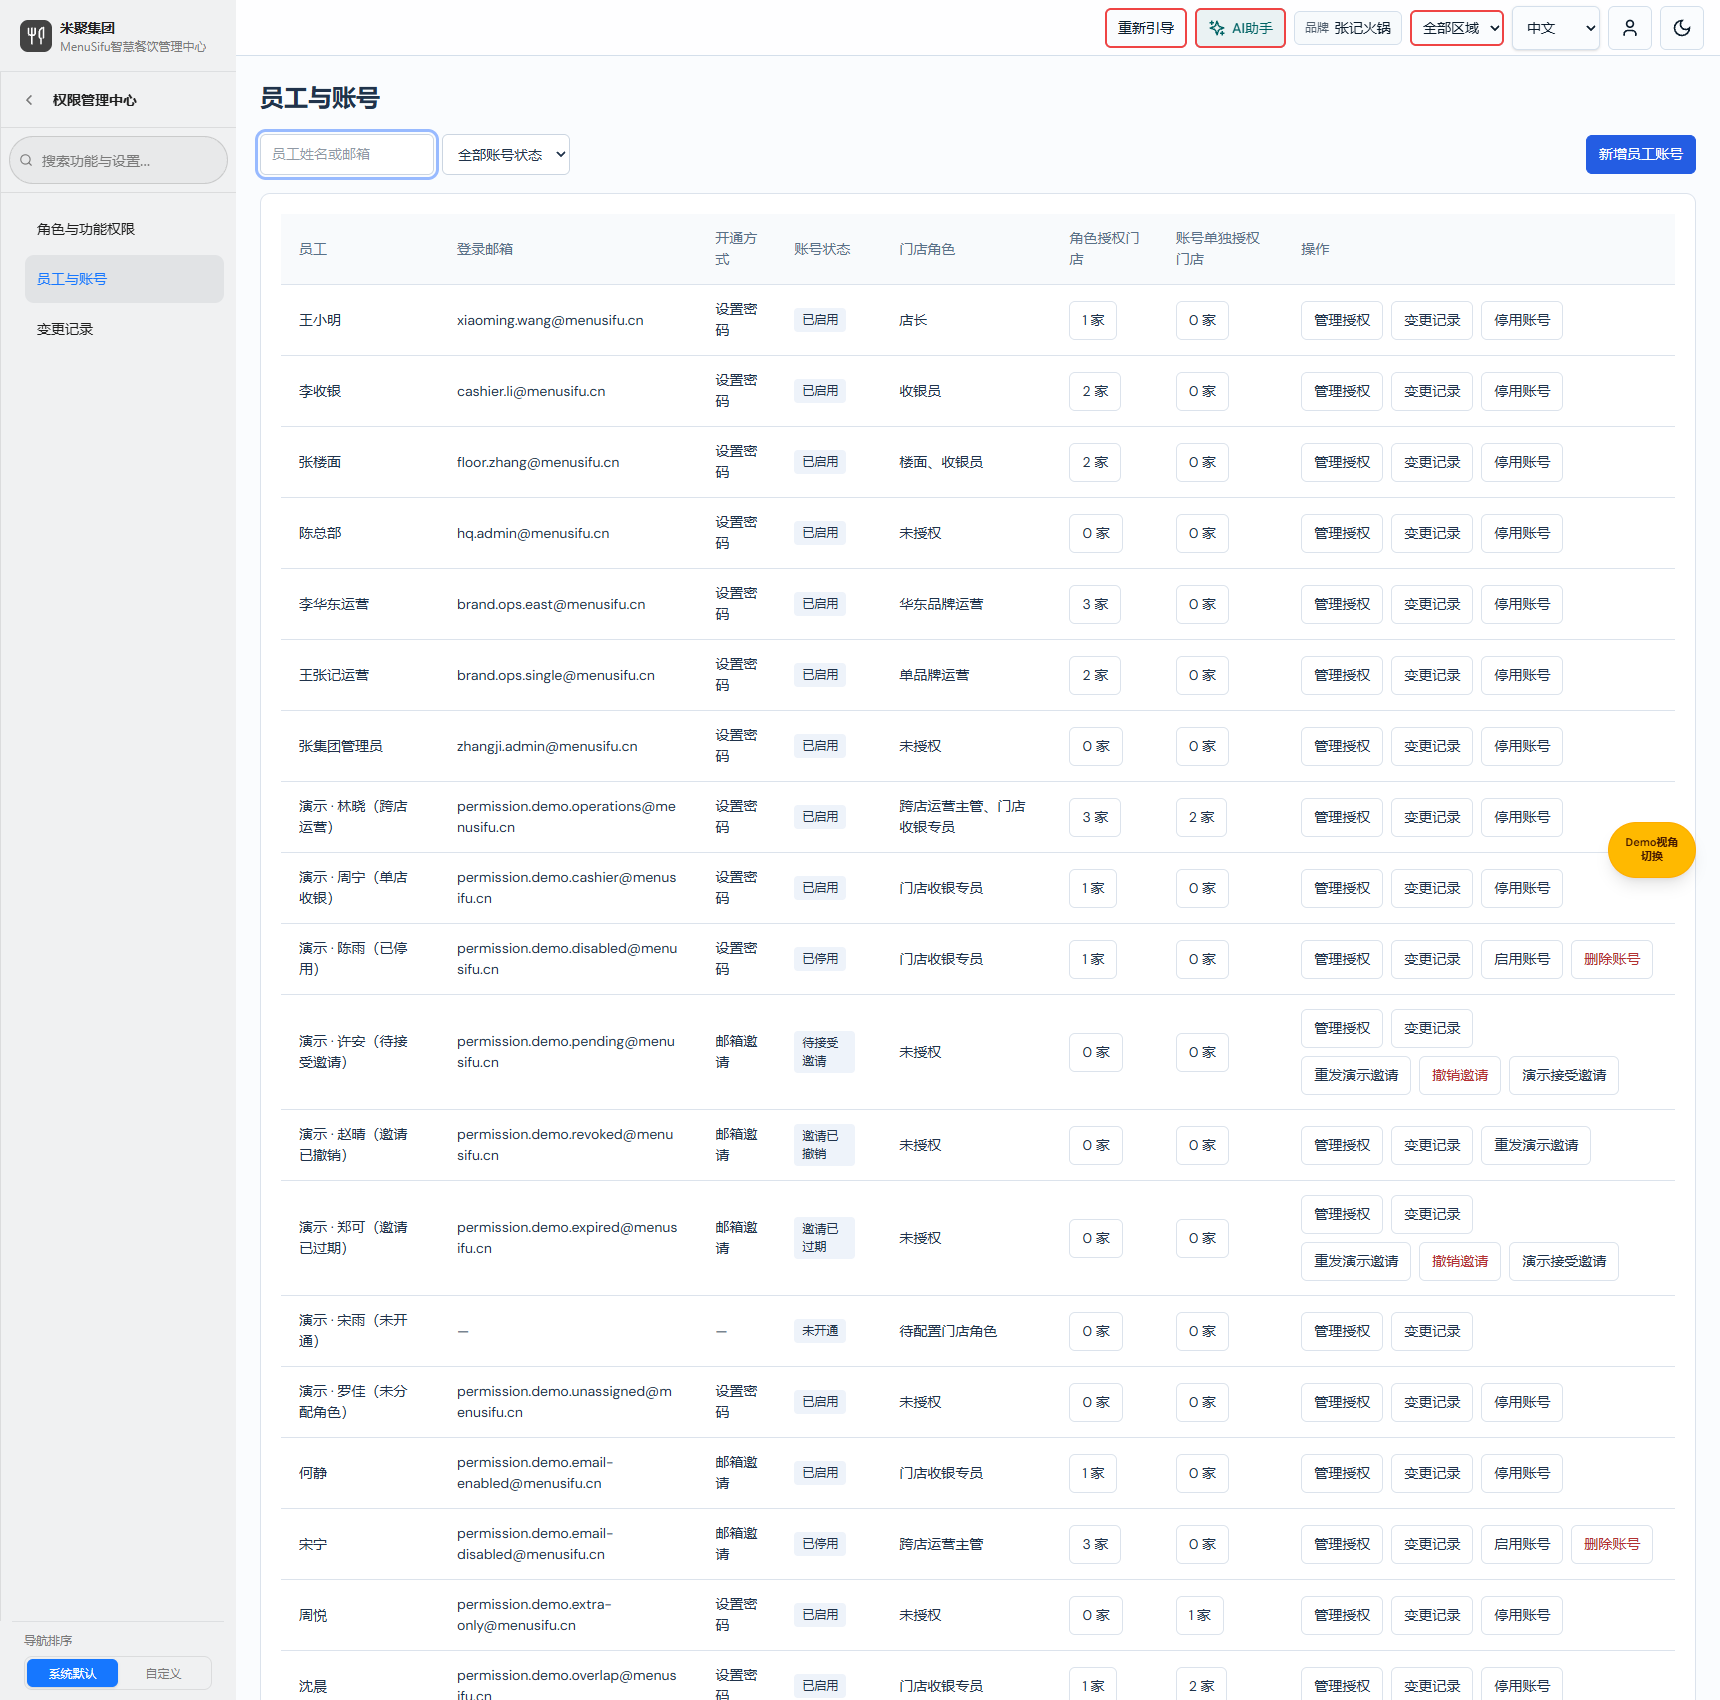 米聚集团
MenuSifu智慧餐饮管理中心
重新引导
AI助手
品牌 张记火锅
全部区域
中文
权限管理中心
搜索功能与设置...
角色与功能权限
员工与账号
变更记录
员工与账号
员工姓名或邮箱
全部账号状态
新增员工账号
员工 登录邮箱 开通方式 账号状态 门店角色 角色授权门店 账号单独授权门店 操作
王小明 xiaoming.wang@menusifu.cn 设置密码 已启用 店长 1 家 0 家 管理授权 变更记录 停用账号
李收银 cashier.li@menusifu.cn 设置密码 已启用 收银员 2 家 0 家 管理授权 变更记录 停用账号
张楼面 floor.zhang@menusifu.cn 设置密码 已启用 楼面、收银员 2 家 0 家 管理授权 变更记录 停用账号
陈总部 hq.admin@menusifu.cn 设置密码 已启用 未授权 0 家 0 家 管理授权 变更记录 停用账号
李华东运营 brand.ops.east@menusifu.cn 设置密码 已启用 华东品牌运营 3 家 0 家 管理授权 变更记录 停用账号
王张记运营 brand.ops.single@menusifu.cn 设置密码 已启用 单品牌运营 2 家 0 家 管理授权 变更记录 停用账号
张集团管理员 zhangji.admin@menusifu.cn 设置密码 已启用 未授权 0 家 0 家 管理授权 变更记录 停用账号
演示 · 林晓（跨店运营） permission.demo.operations@menusifu.cn 设置密码 已启用 跨店运营主管、门店收银专员 3 家 2 家 管理授权 变更记录 停用账号
Demo视角切换
演示 · 周宁（单店收银） permission.demo.cashier@menusifu.cn 设置密码 已启用 门店收银专员 1 家 0 家 管理授权 变更记录 停用账号
演示 · 陈雨（已停用） permission.demo.disabled@menusifu.cn 设置密码 已停用 门店收银专员 1 家 0 家 管理授权 变更记录 启用账号 删除账号
演示 · 许安（待接受邀请） permission.demo.pending@menusifu.cn 邮箱邀请 待接受邀请 未授权 0 家 0 家 管理授权 变更记录 重发演示邀请 撤销邀请 演示接受邀请
演示 · 赵晴（邀请已撤销） permission.demo.revoked@menusifu.cn 邮箱邀请 邀请已撤销 未授权 0 家 0 家 管理授权 变更记录 重发演示邀请
演示 · 郑可（邀请已过期） permission.demo.expired@menusifu.cn 邮箱邀请 邀请已过期 未授权 0 家 0 家 管理授权 变更记录 重发演示邀请 撤销邀请 演示接受邀请
演示 · 宋雨（未开通） — — 未开通 待配置门店角色 0 家 0 家 管理授权 变更记录
演示 · 罗佳（未分配角色） permission.demo.unassigned@menusifu.cn 设置密码 已启用 未授权 0 家 0 家 管理授权 变更记录 停用账号
何静 permission.demo.email-enabled@menusifu.cn 邮箱邀请 已启用 门店收银专员 1 家 0 家 管理授权 变更记录 停用账号
宋宁 permission.demo.email-disabled@menusifu.cn 邮箱邀请 已停用 跨店运营主管 3 家 0 家 管理授权 变更记录 启用账号 删除账号
周悦 permission.demo.extra-only@menusifu.cn 设置密码 已启用 未授权 0 家 1 家 管理授权 变更记录 停用账号
沈晨 permission.demo.overlap@menusifu.cn 设置密码 已启用 门店收银专员 1 家 2 家 管理授权 变更记录 停用账号
导航排序
系统默认 自定义